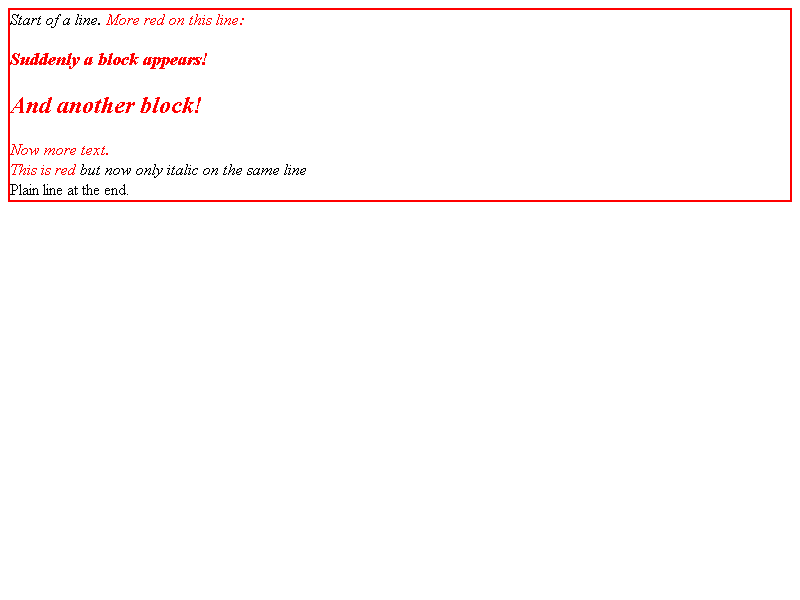 Start of a line. More red on this line:
Suddenly a block appears!
And another block!
Now more text.
This is red but now only italic on the same line
Plain line at the end.